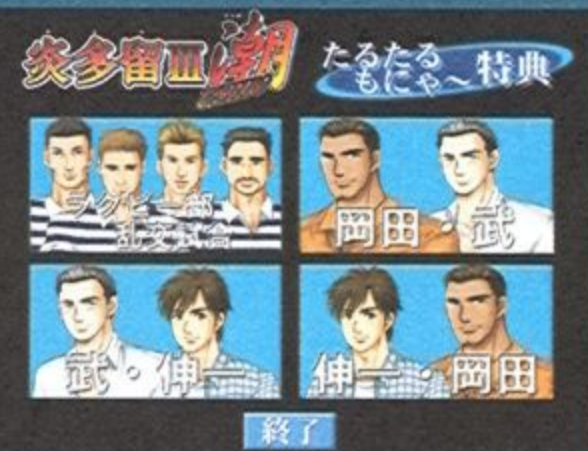 炎多留Ⅲ潮
たるたる
もにゃ～特典
ラグビー部
乱交試合
岡田・武
武・伸一
伸一・岡田
終了